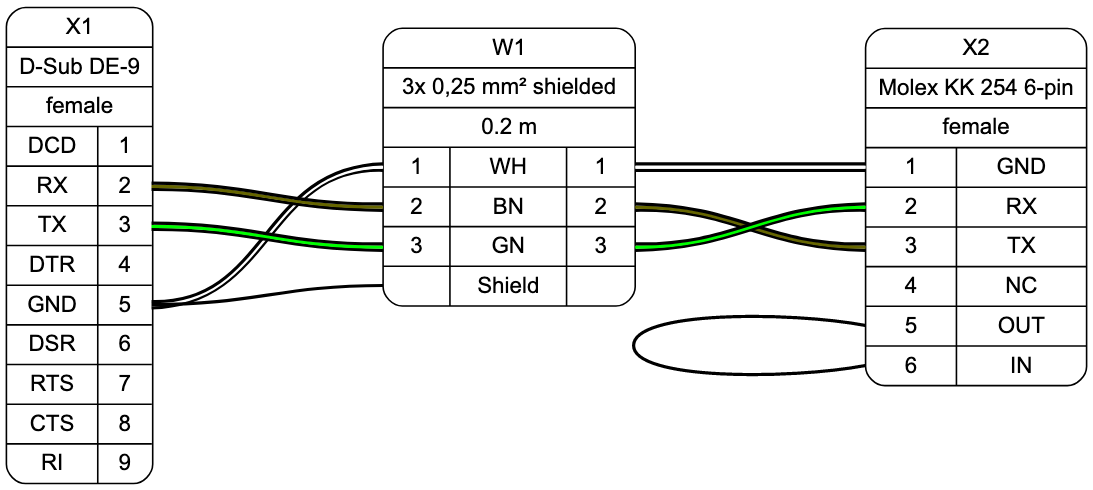 X1
D-Sub DE-9
female
DCD 1
RX 2
TX 3
DTR 4
GND 5
DSR 6
RTS 7
CTS 8
RI 9
W1
3x 0,25 mm² shielded
0.2 m
1 WH 1
2 BN 2
3 GN 3
Shield
X2
Molex KK 254 6-pin
female
1 GND
2 RX
3 TX
4 NC
5 OUT
6 IN